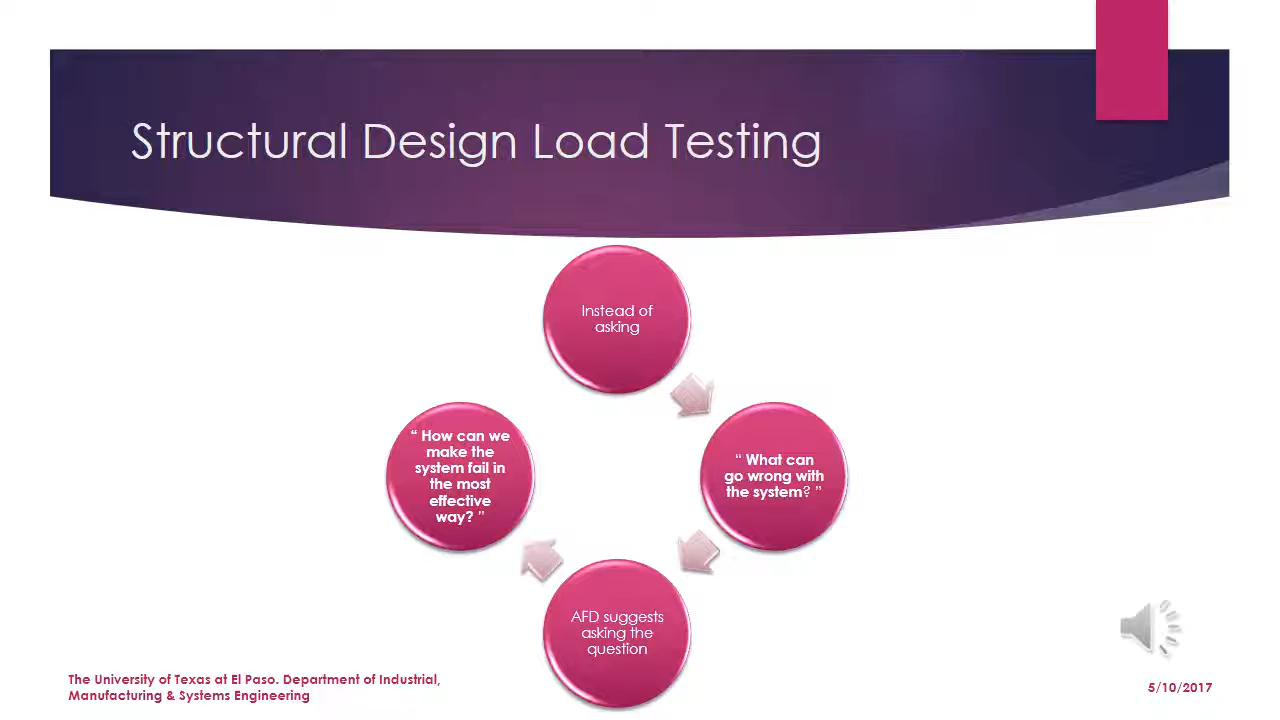 Structural Design Load Testing
Instead of
asking
“ What can
go wrong with
the system? ”
AFD suggests
asking the
question
“ How can we
make the
system fail in
the most
effective
way? ”
The University of Texas at El Paso. Department of Industrial,
Manufacturing & Systems Engineering
5/10/2017